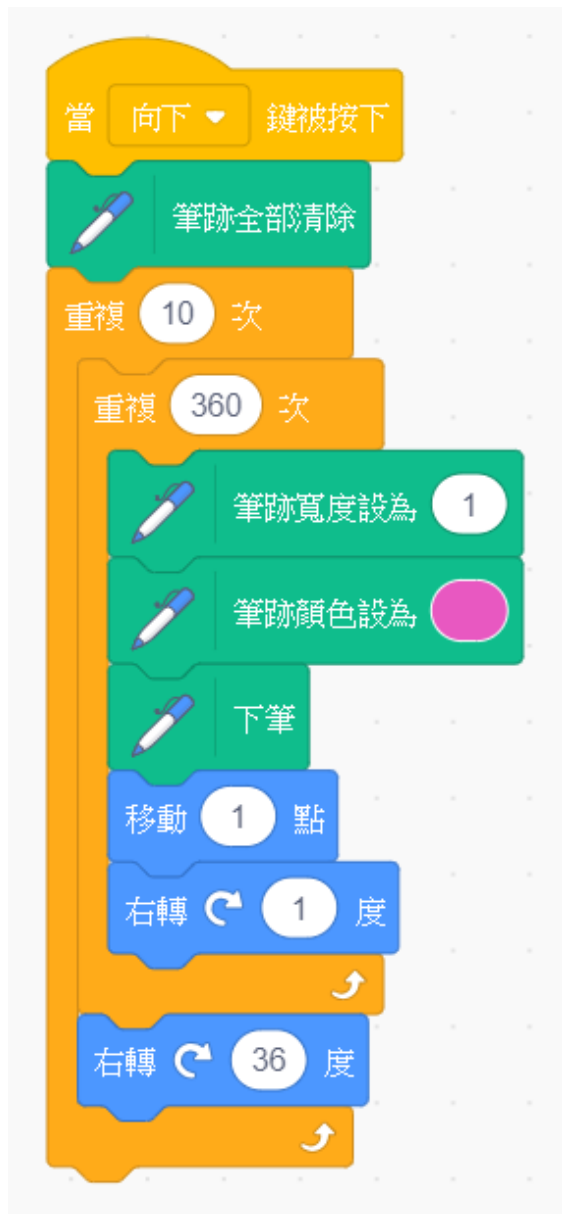 當 向下 鍵被按下
筆跡全部清除
重複 10 次
重複 360 次
筆跡寬度設為 1
筆跡顏色設為
下筆
移動 1 點
右轉 1 度
右轉 36 度